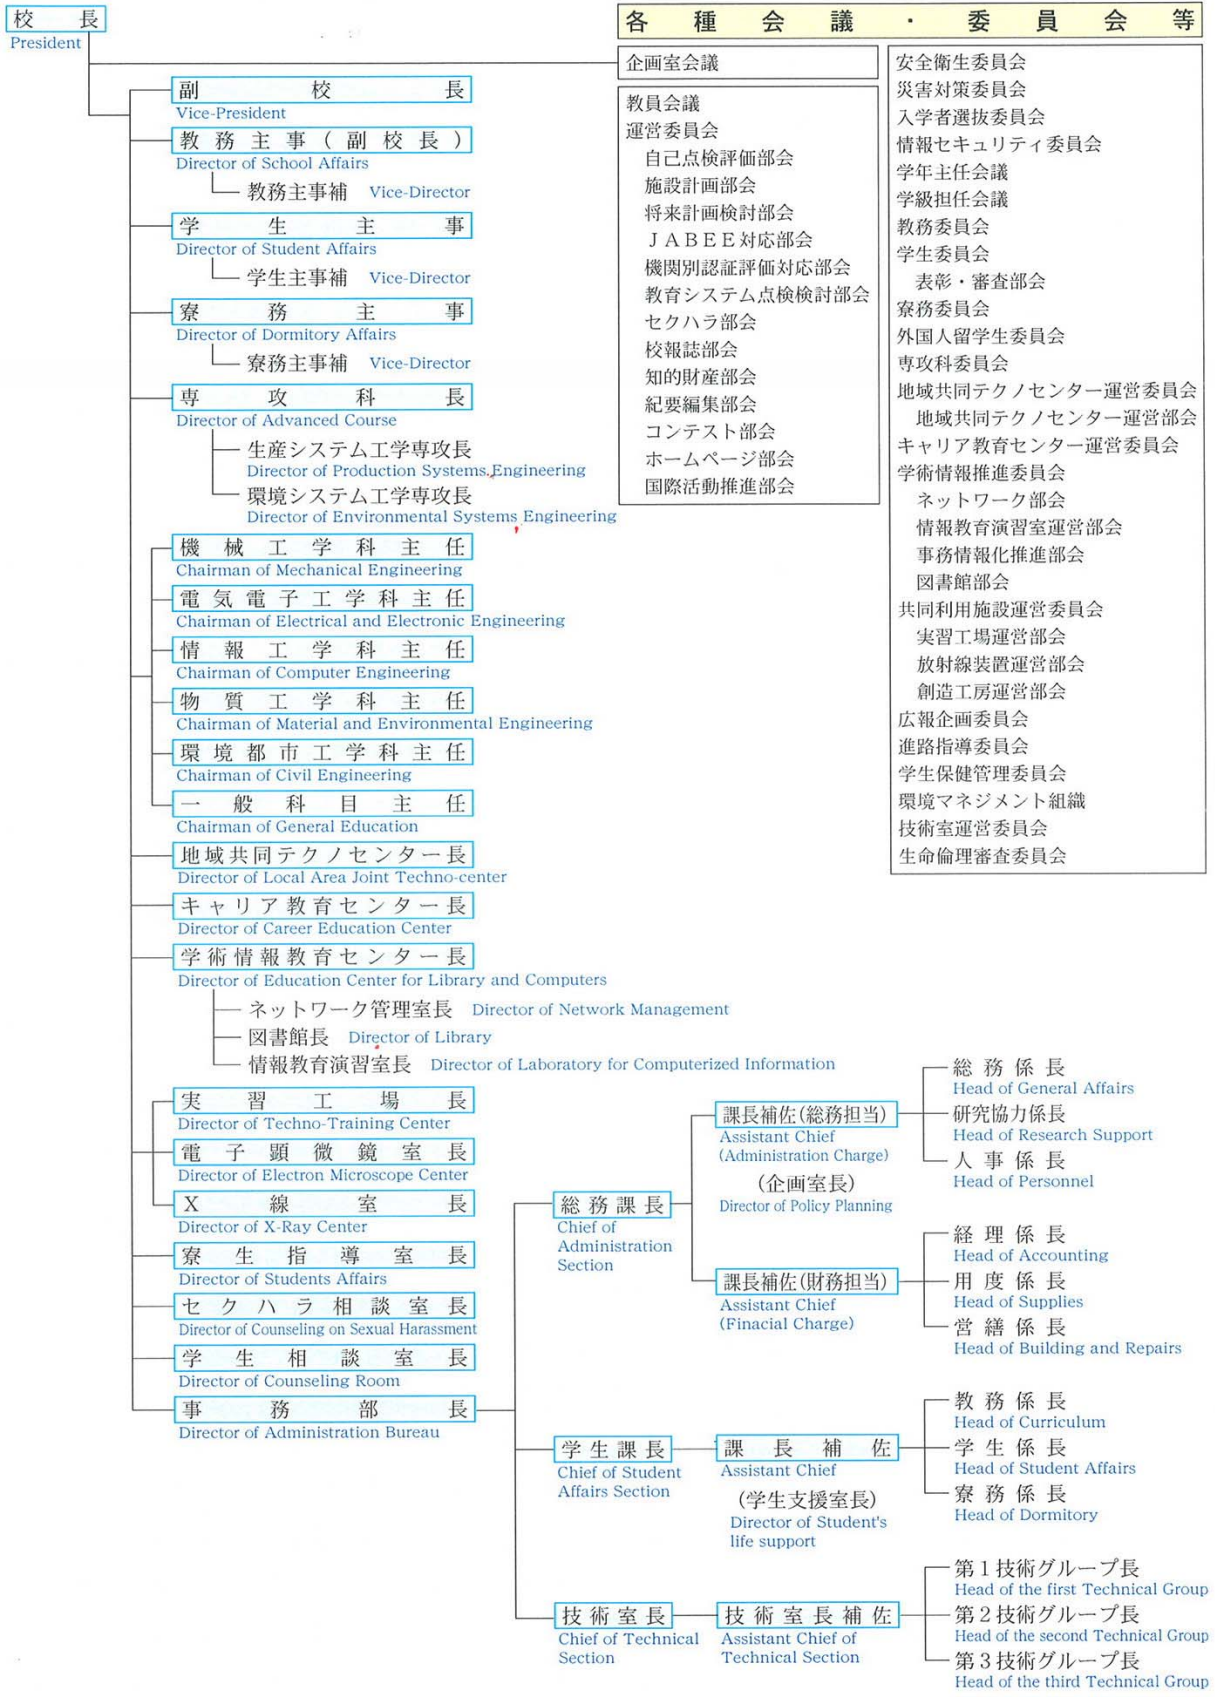 校長
President
副校長
Vice-President
教務主事(副校長)
Director of School Affairs
教務主事補 Vice-Director
学生主事
Director of Student Affairs
学生主事補 Vice-Director
寮務主事
Director of Dormitory Affairs
寮務主事補 Vice-Director
専攻科長
Director of Advanced Course
生産システム工学専攻長
Director of Production Systems Engineering
環境システム工学専攻長
Director of Environmental Systems Engineering
機械工学科主任
Chairman of Mechanical Engineering
電気電子工学科主任
Chairman of Electrical and Electronic Engineering
情報工学科主任
Chairman of Computer Engineering
物質工学科主任
Chairman of Material and Environmental Engineering
環境都市工学科主任
Chairman of Civil Engineering
一般科目主任
Chairman of General Education
地域共同テクノセンター長
Director of Local Area Joint Techno-center
キャリア教育センター長
Director of Career Education Center
学術情報教育センター長
Director of Education Center for Library and Computers
ネットワーク管理室長 Director of Network Management
図書館長 Director of Library
情報教育演習室長 Director of Laboratory for Computerized Information
実習工場長
Director of Techno-Training Center
電子顕微鏡室長
Director of Electron Microscope Center
X線室長
Director of X-Ray Center
寮生指導室長
Director of Students Affairs
セクハラ相談室長
Director of Counseling on Sexual Harassment
学生相談室長
Director of Counseling Room
事務部長
Director of Administration Bureau
総務課長
Chief of
Administration
Section
課長補佐(総務担当)
Assistant Chief
(Administration Charge)
(企画室長)
Director of Policy Planning
総務係長
Head of General Affairs
研究協力係長
Head of Research Support
人事係長
Head of Personnel
課長補佐(財務担当)
Assistant Chief
(Finacial Charge)
経理係長
Head of Accounting
用度係長
Head of Supplies
営繕係長
Head of Building and Repairs
学生課長
Chief of Student
Affairs Section
課長補佐
Assistant Chief
(学生支援室長)
Director of Student's
life support
教務係長
Head of Curriculum
学生係長
Head of Student Affairs
寮務係長
Head of Dormitory
技術室長
Chief of Technical
Section
技術室長補佐
Assistant Chief of
Technical Section
第1技術グループ長
Head of the first Technical Group
第2技術グループ長
Head of the second Technical Group
第3技術グループ長
Head of the third Technical Group
各種会議・委員会等
企画室会議
教員会議
運営委員会
自己点検評価部会
施設計画部会
将来計画検討部会
JABEE対応部会
機関別認証評価対応部会
教育システム点検検討部会
セクハラ部会
校報誌部会
知的財産部会
紀要編集部会
コンテスト部会
ホームページ部会
国際活動推進部会
安全衛生委員会
災害対策委員会
入学者選抜委員会
情報セキュリティ委員会
学年主任会議
学級担任会議
教務委員会
学生委員会
表彰・審査部会
寮務委員会
外国人留学生委員会
専攻科委員会
地域共同テクノセンター運営委員会
地域共同テクノセンター運営部会
キャリア教育センター運営委員会
学術情報推進委員会
ネットワーク部会
情報教育演習室運営部会
事務情報化推進部会
図書館部会
共同利用施設運営委員会
実習工場運営部会
放射線装置運営部会
創造工房運営部会
広報企画委員会
進路指導委員会
学生保健管理委員会
環境マネジメント組織
技術室運営委員会
生命倫理審査委員会